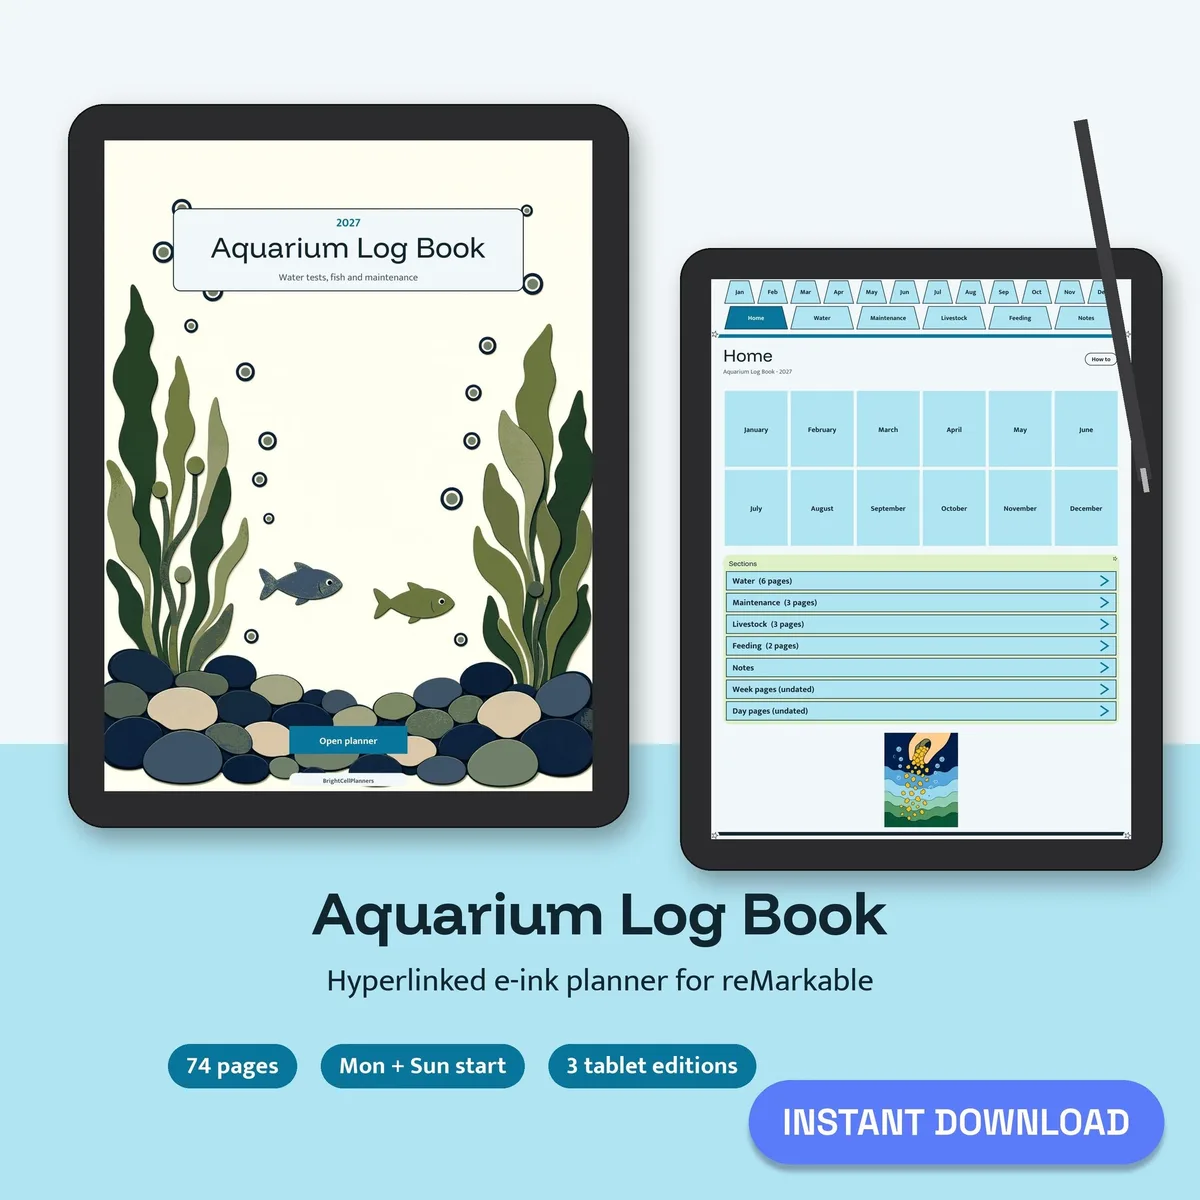 2027
Aquarium Log Book
Water tests, fish and maintenance
Open planner
BrightCellPlanners
Jan Feb Mar Apr May Jun Jul Aug Sep Oct Nov
Home Water Maintenance Livestock Feeding Notes
Home
How to
Aquarium Log Book · 2027
January February March April May June
July August September October November December
Sections
Water (6 pages)
Maintenance (3 pages)
Livestock (3 pages)
Feeding (2 pages)
Notes
Week pages (undated)
Day pages (undated)
Aquarium Log Book
Hyperlinked e-ink planner for reMarkable
74 pages Mon + Sun start 3 tablet editions
INSTANT DOWNLOAD